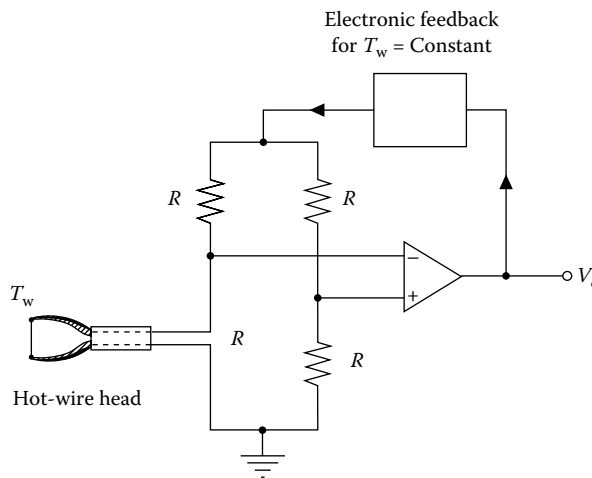 Electronic feedback
for T_w = Constant
R
R
−
+
V
T_w
R
R
Hot-wire head